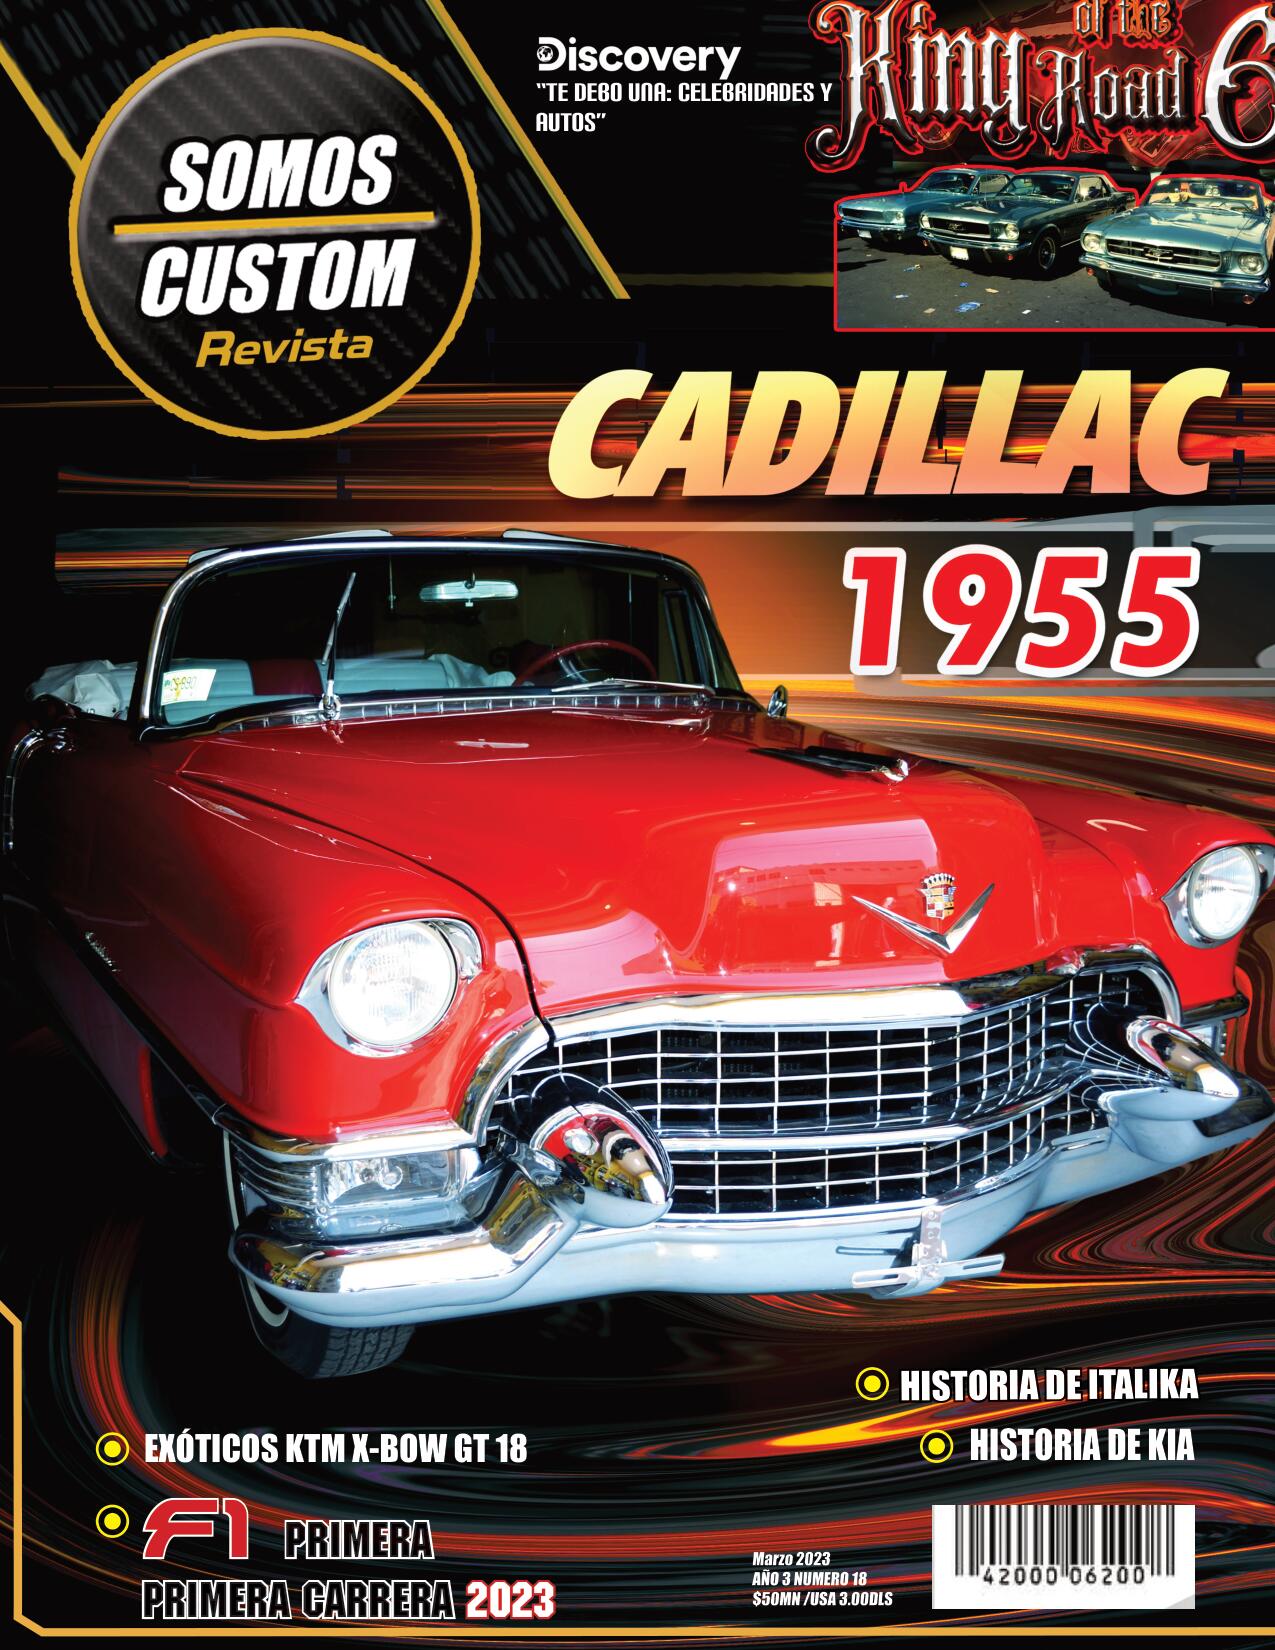 Discovery
"TE DEBO UNA: CELEBRIDADES Y
AUTOS"
King of the
Road 6
SOMOS
CUSTOM
Revista
CADILLAC
1955
HISTORIA DE ITALIKA
EXÓTICOS KTM X-BOW GT 18
HISTORIA DE KIA
F1 PRIMERA
PRIMERA CARRERA 2023
Marzo 2023
AÑO 3 NUMERO 18
$50MN /USA 3.00DLS
42000 06200